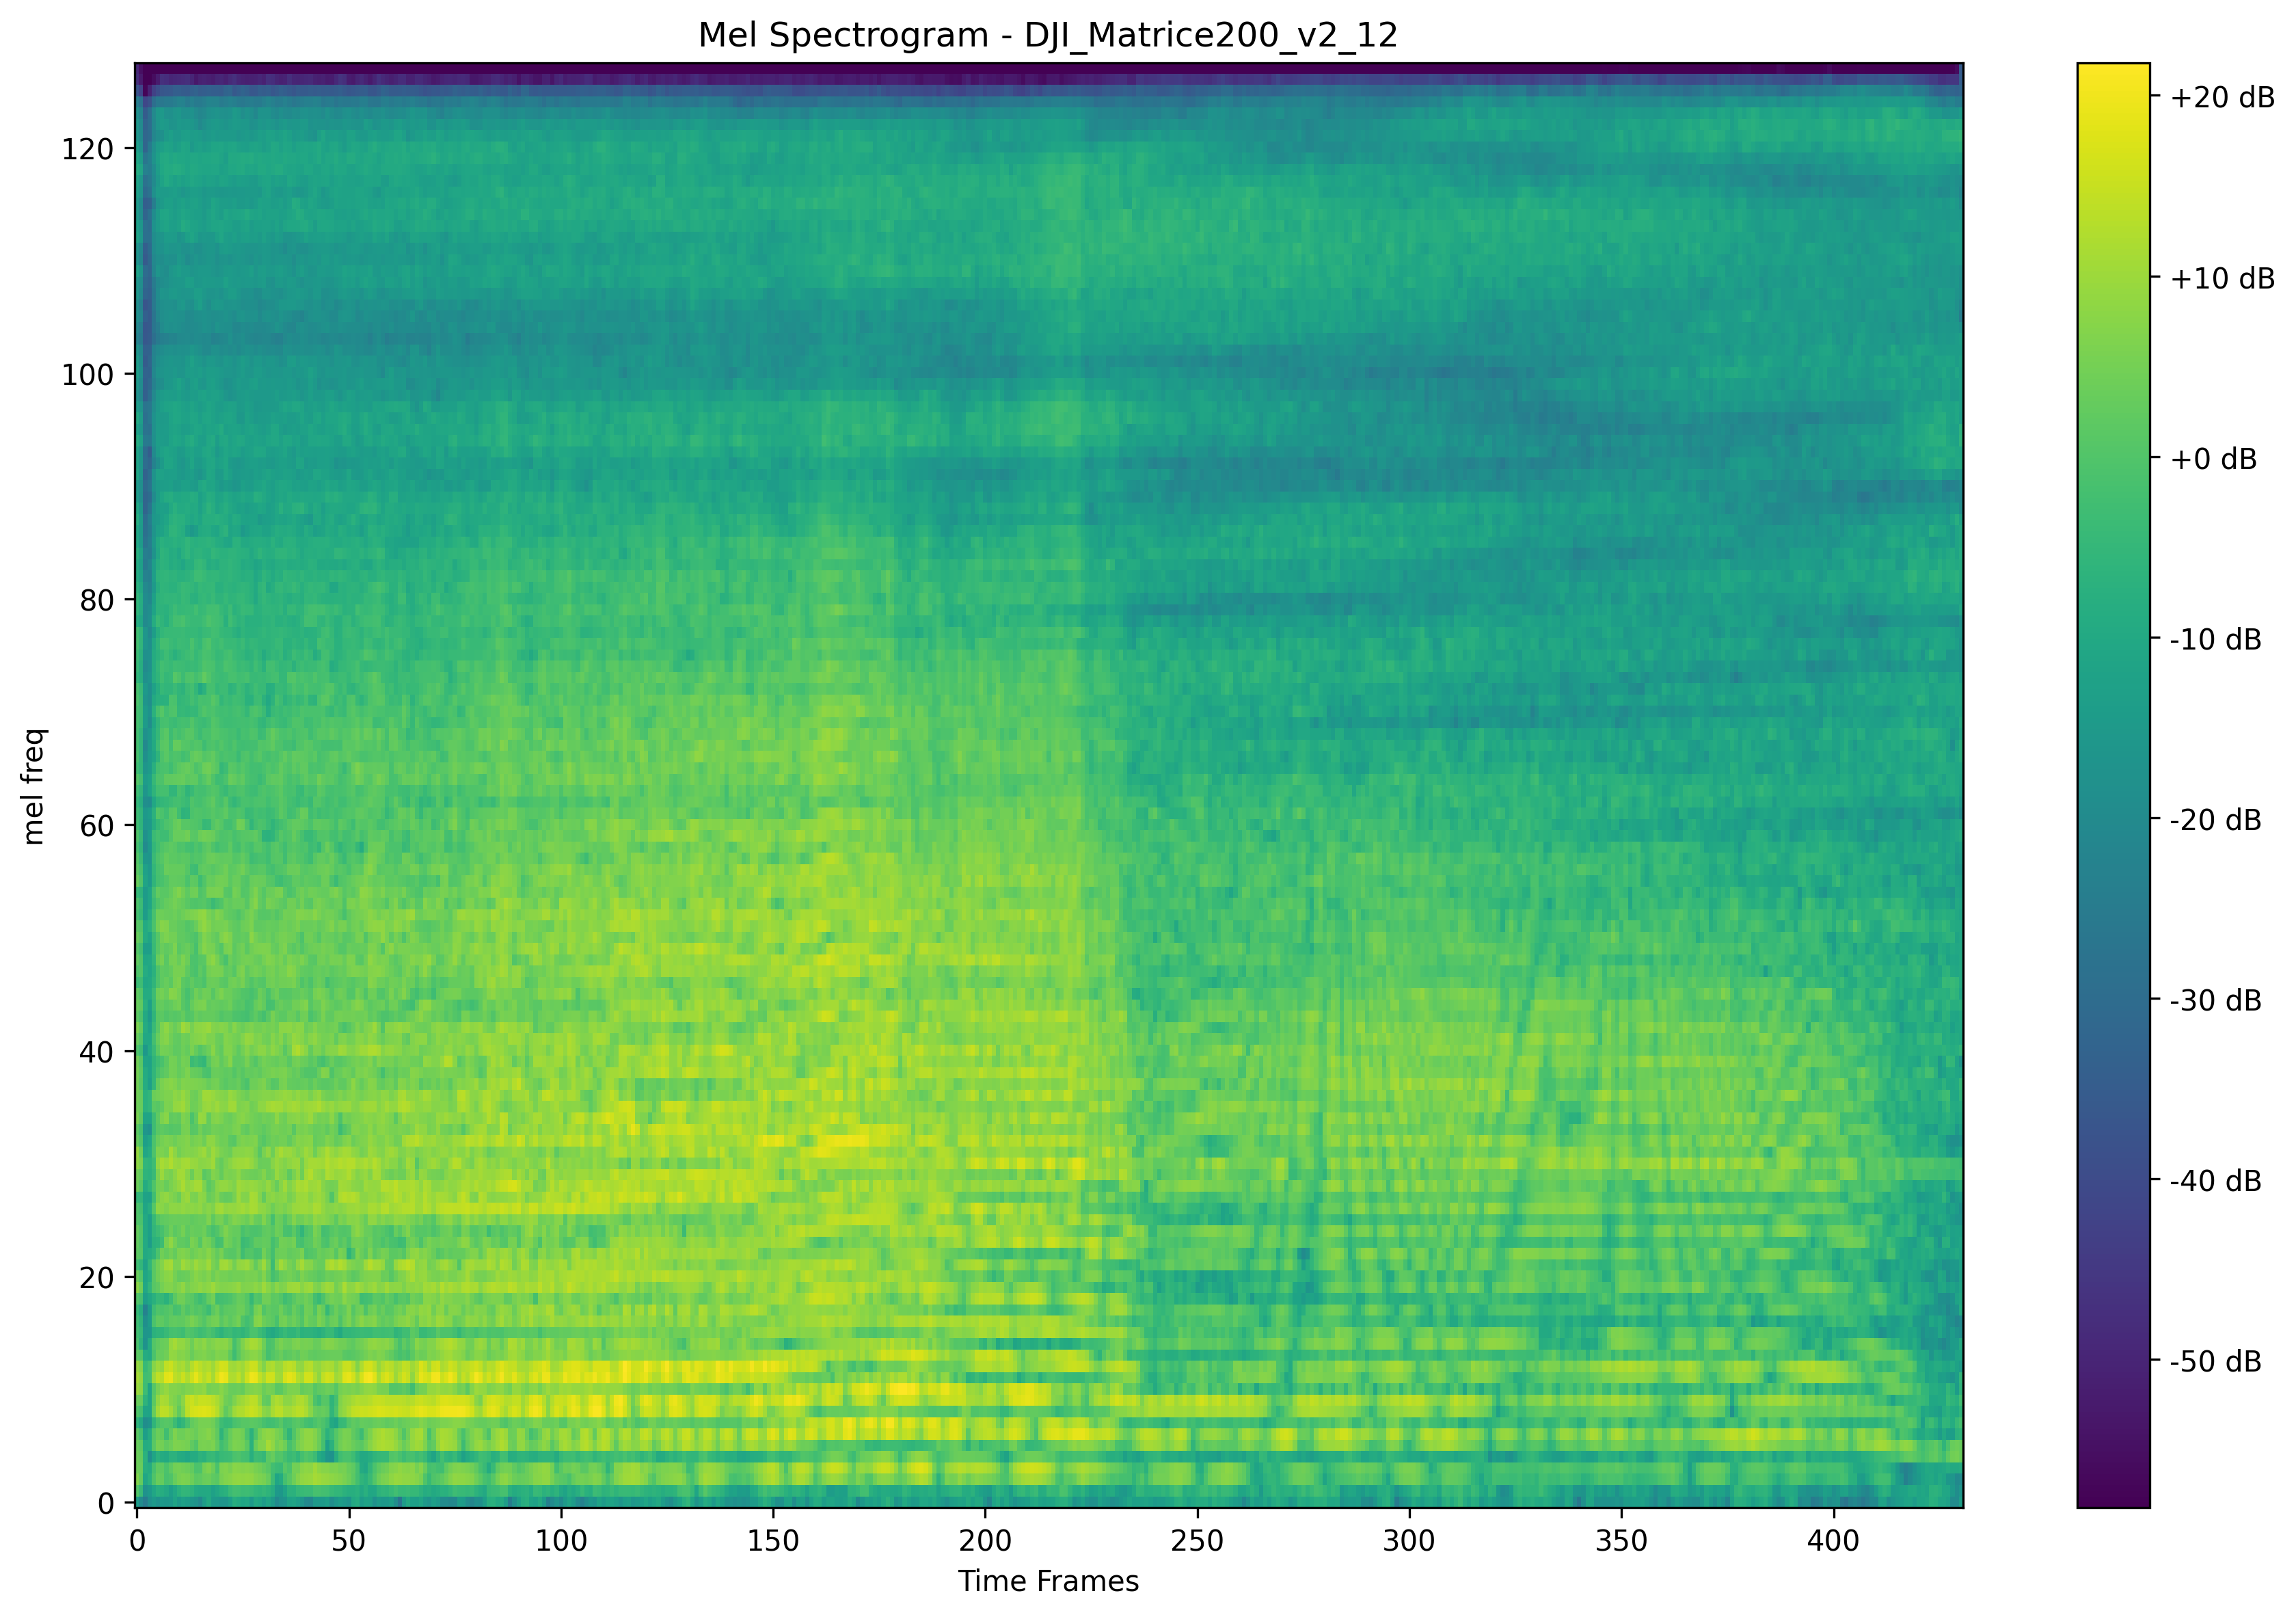 Mel Spectrogram - DJI_Matrice200_v2_12
mel freq
120
100
80
60
40
20
0
0 50 100 150 200 250 300 350 400
Time Frames
+20 dB
+10 dB
+0 dB
-10 dB
-20 dB
-30 dB
-40 dB
-50 dB